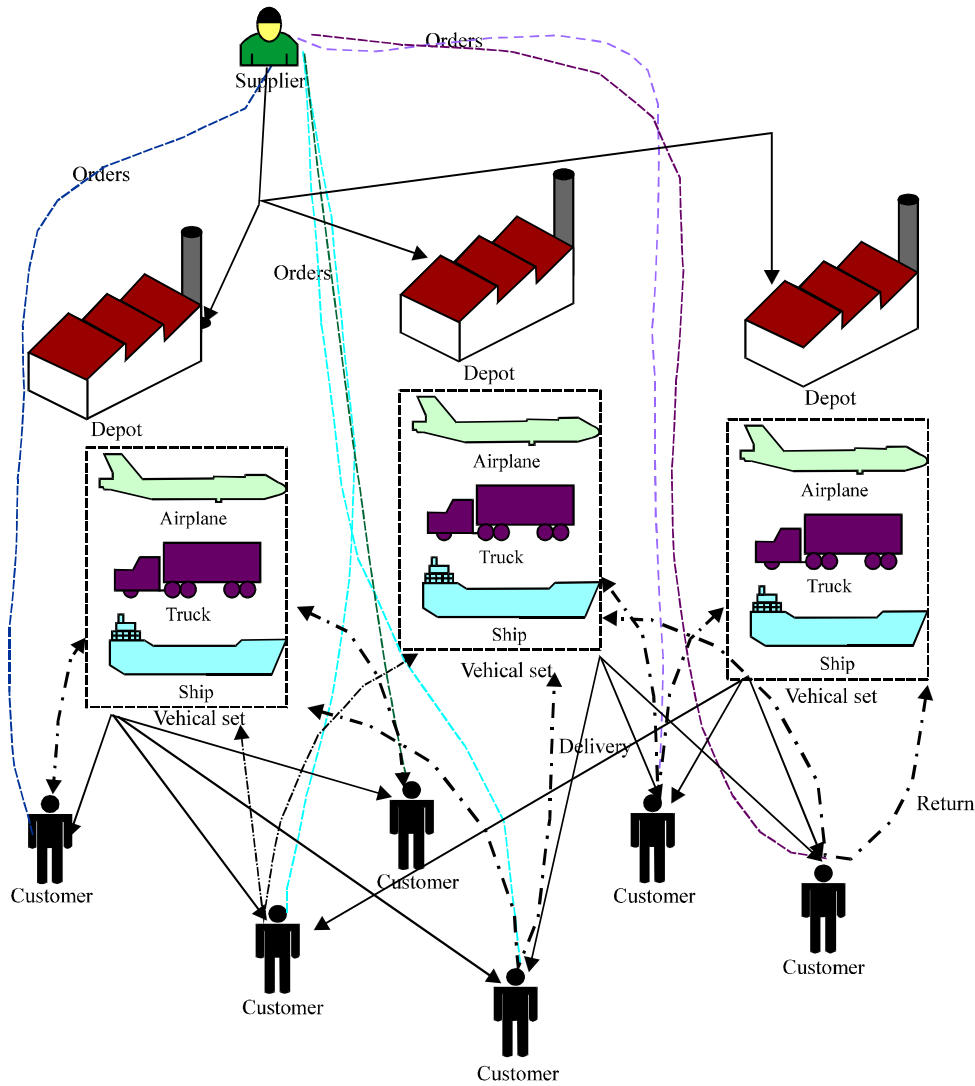 Orders
Supplier
Orders
Orders
Depot
Depot
Depot
Airplane
Airplane
Airplane
Truck
Truck
Truck
Ship
Ship
Ship
Vehical set
Vehical set
Vehical set
Delivery
Return
Customer
Customer
Customer
Customer
Customer
Customer